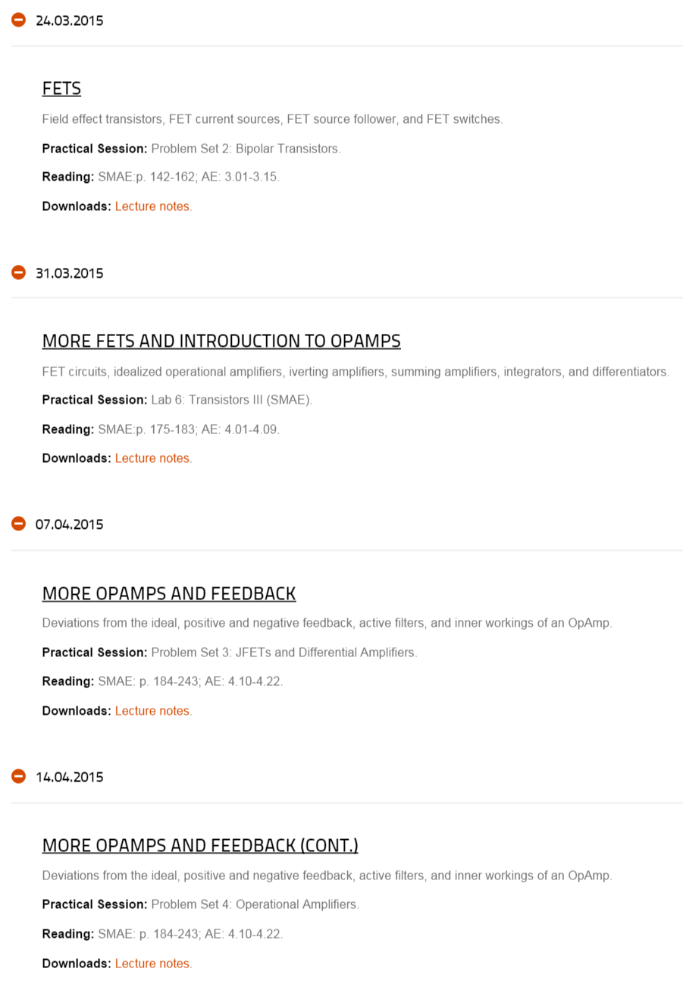 24.03.2015
FETS
Field effect transistors, FET current sources, FET source follower, and FET switches.
Practical Session: Problem Set 2: Bipolar Transistors.
Reading: SMAE:p. 142-162; AE: 3.01-3.15.
Downloads: Lecture notes.
31.03.2015
MORE FETS AND INTRODUCTION TO OPAMPS
FET circuits, idealized operational amplifiers, iverting amplifiers, summing amplifiers, integrators, and differentiators.
Practical Session: Lab 6: Transistors III (SMAE).
Reading: SMAE:p. 175-183; AE: 4.01-4.09.
Downloads: Lecture notes.
07.04.2015
MORE OPAMPS AND FEEDBACK
Deviations from the ideal, positive and negative feedback, active filters, and inner workings of an OpAmp.
Practical Session: Problem Set 3: JFETs and Differential Amplifiers.
Reading: SMAE: p. 184-243; AE: 4.10-4.22.
Downloads: Lecture notes.
14.04.2015
MORE OPAMPS AND FEEDBACK (CONT.)
Deviations from the ideal, positive and negative feedback, active filters, and inner workings of an OpAmp.
Practical Session: Problem Set 4: Operational Amplifiers.
Reading: SMAE: p. 184-243; AE: 4.10-4.22.
Downloads: Lecture notes.